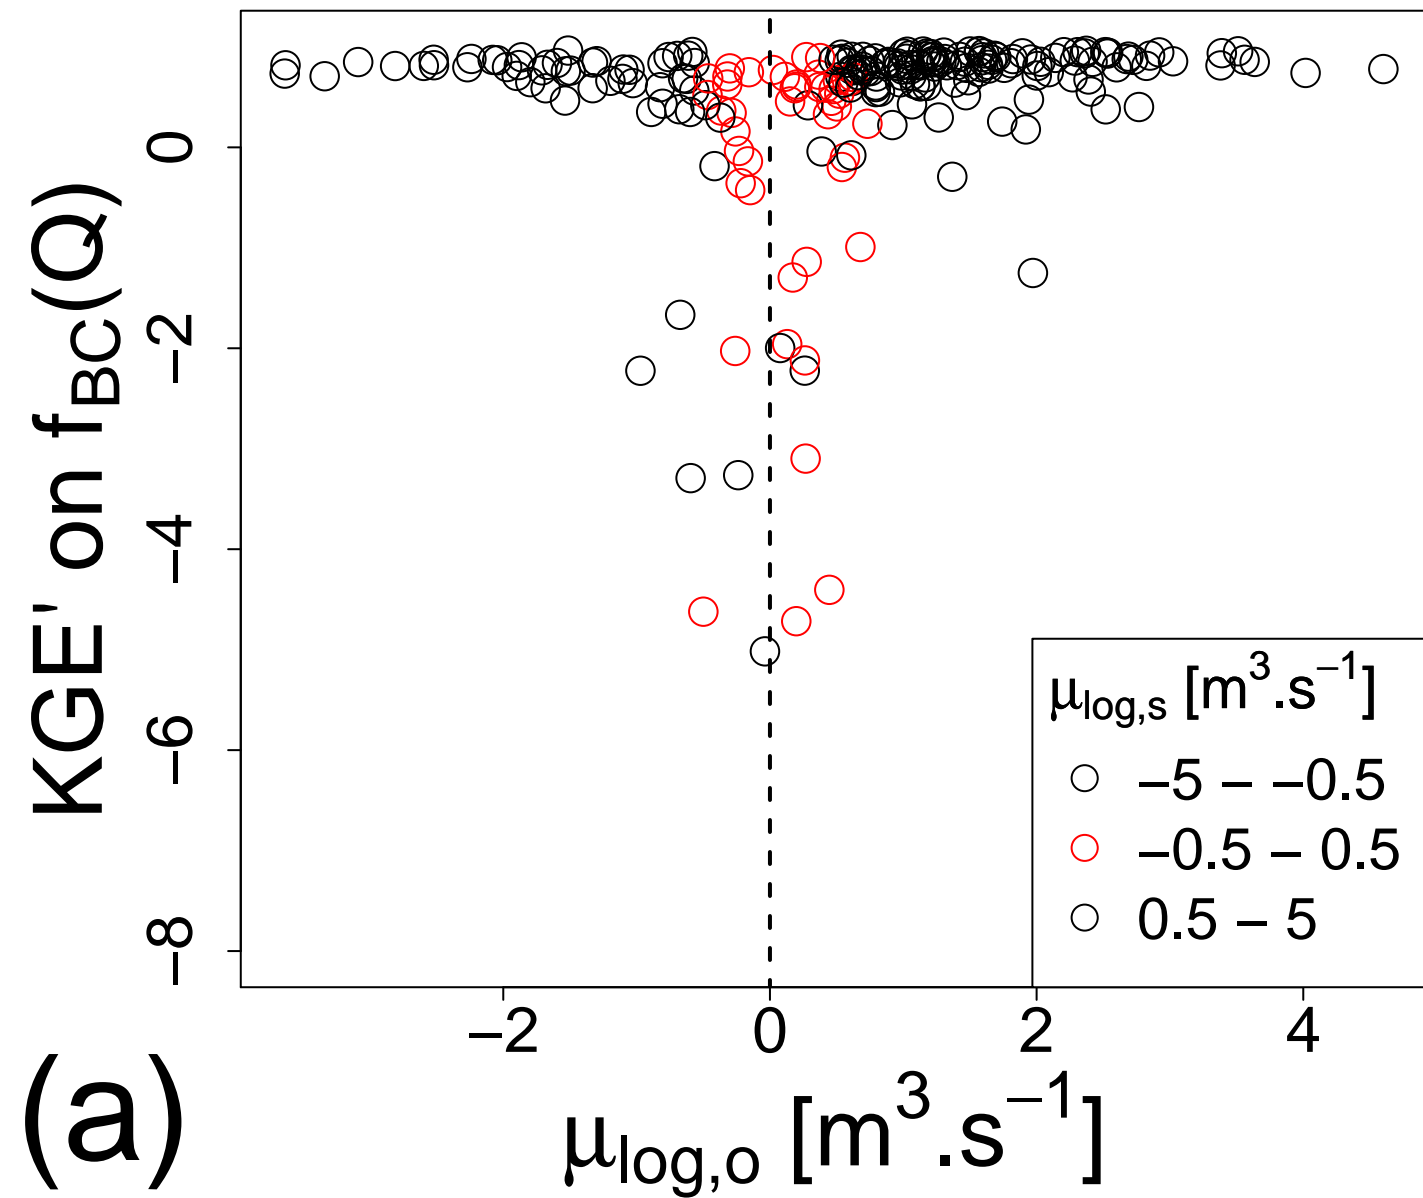 KGE' on f_BC(Q)
0
−2
−4
−6
−8
μ_log,s [m³.s⁻¹]
−5 − −0.5
−0.5 − 0.5
0.5 − 5
−2 0 2 4
μ_log,o [m³.s⁻¹]
(a)